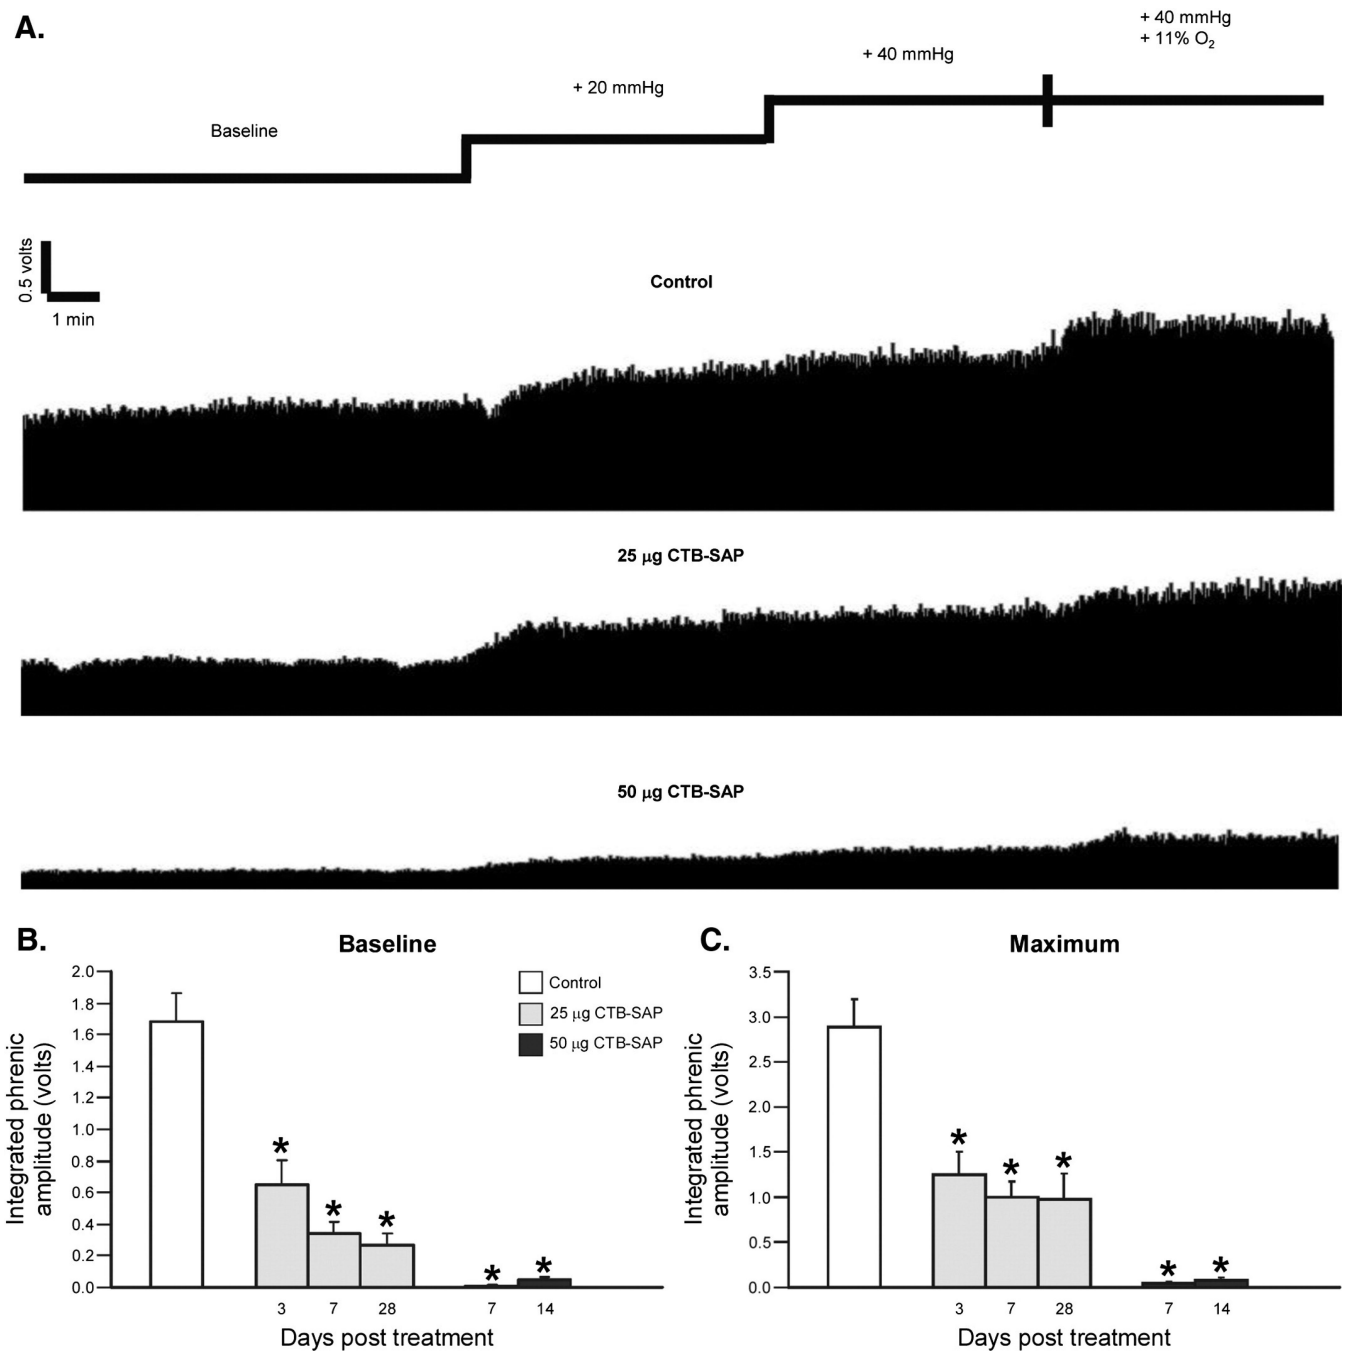 A.
+ 40 mmHg
+ 11% O₂
+ 40 mmHg
+ 20 mmHg
Baseline
0.5 volts
1 min
Control
25 µg CTB-SAP
50 µg CTB-SAP
B.
Baseline
Integrated phrenic
amplitude (volts)
2.0
1.8
1.6
1.4
1.2
1.0
0.8
0.6
0.4
0.2
0.0
Control
25 µg CTB-SAP
50 µg CTB-SAP
*
*
*
*
*
3 7 28 7 14
Days post treatment
C.
Maximum
Integrated phrenic
amplitude (volts)
3.5
3.0
2.5
2.0
1.5
1.0
0.5
0.0
*
*
*
*
*
3 7 28 7 14
Days post treatment